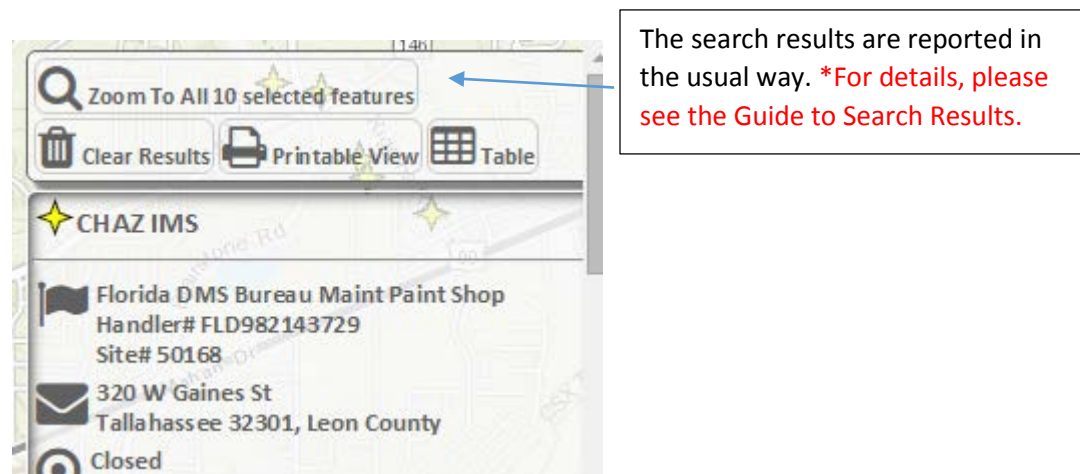 146
Zoom To All 10 selected features
Clear Results Printable View Table
CHAZ IMS
90
Florida DMS Bureau Maint Paint Shop
Handler# FLD982143729
Site# 50168
320 W Gaines St
Tallahassee 32301, Leon County
Closed
The search results are reported in
the usual way. *For details, please
see the Guide to Search Results.